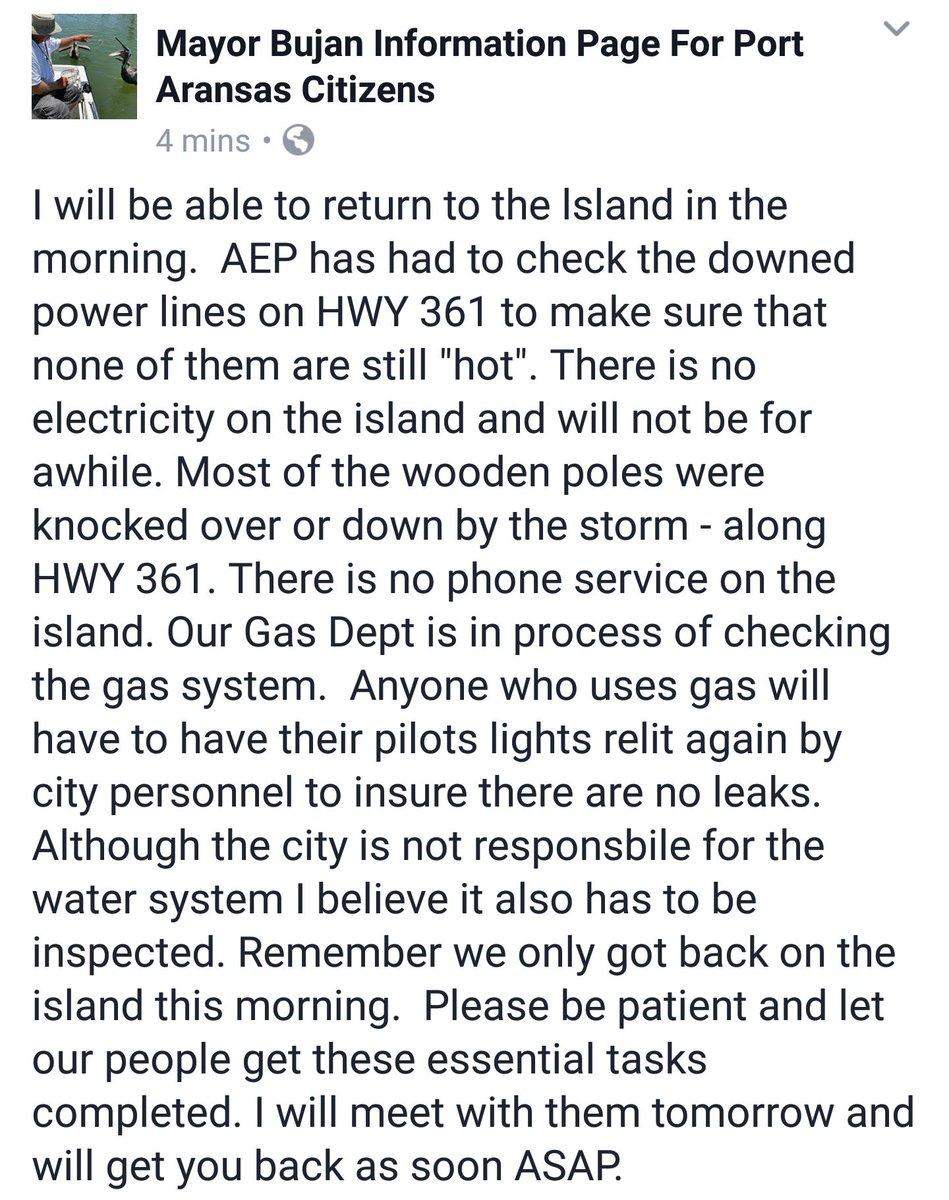 Mayor Bujan Information Page For Port
Aransas Citizens
4 mins •
I will be able to return to the Island in the
morning.  AEP has had to check the downed
power lines on HWY 361 to make sure that
none of them are still "hot". There is no
electricity on the island and will not be for
awhile. Most of the wooden poles were
knocked over or down by the storm - along
HWY 361. There is no phone service on the
island. Our Gas Dept is in process of checking
the gas system.  Anyone who uses gas will
have to have their pilots lights relit again by
city personnel to insure there are no leaks.
Although the city is not responsbile for the
water system I believe it also has to be
inspected. Remember we only got back on the
island this morning.  Please be patient and let
our people get these essential tasks
completed. I will meet with them tomorrow and
will get you back as soon ASAP.